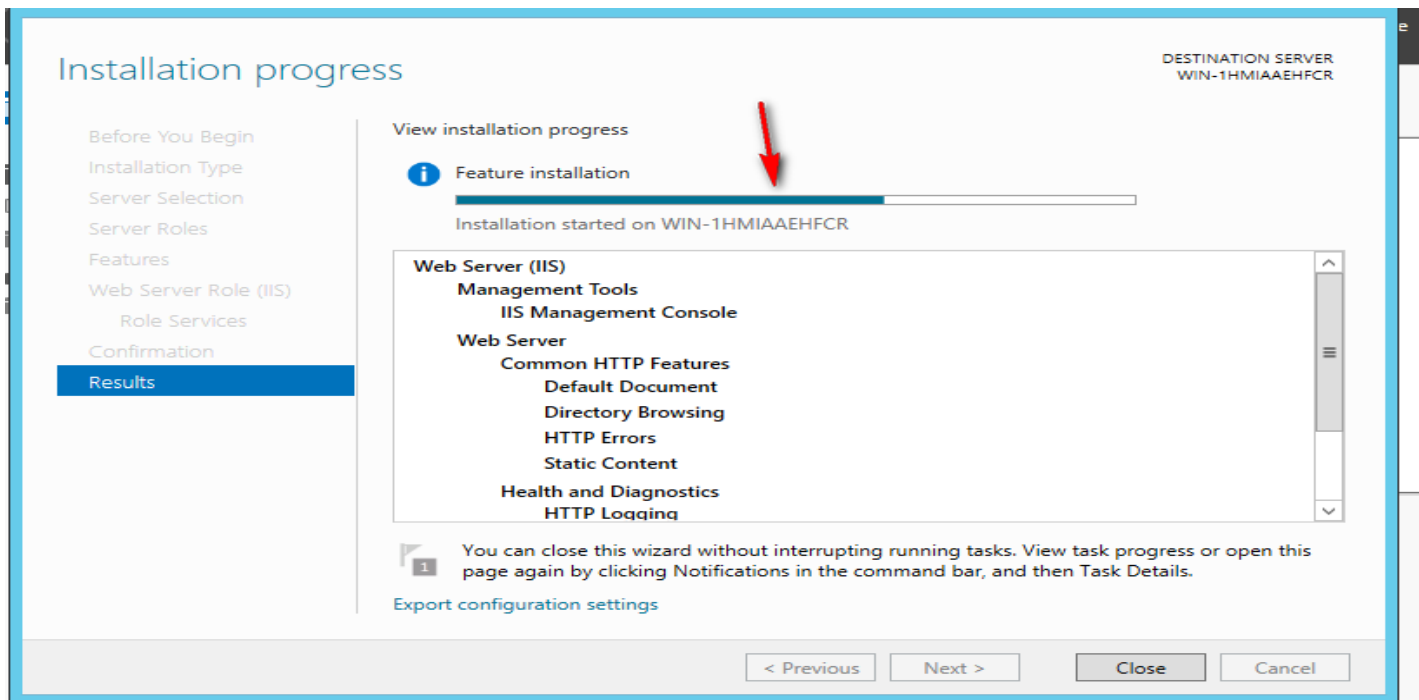 Installation progress
DESTINATION SERVER
WIN-1HMIAAEHFCR
Before You Begin
Installation Type
Server Selection
Server Roles
Features
Web Server Role (IIS)
Role Services
Confirmation
Results
View installation progress
Feature installation
Installation started on WIN-1HMIAAEHFCR
Web Server (IIS)
Management Tools
IIS Management Console
Web Server
Common HTTP Features
Default Document
Directory Browsing
HTTP Errors
Static Content
Health and Diagnostics
HTTP Logging
1
You can close this wizard without interrupting running tasks. View task progress or open this
page again by clicking Notifications in the command bar, and then Task Details.
Export configuration settings
< Previous
Next >
Close
Cancel